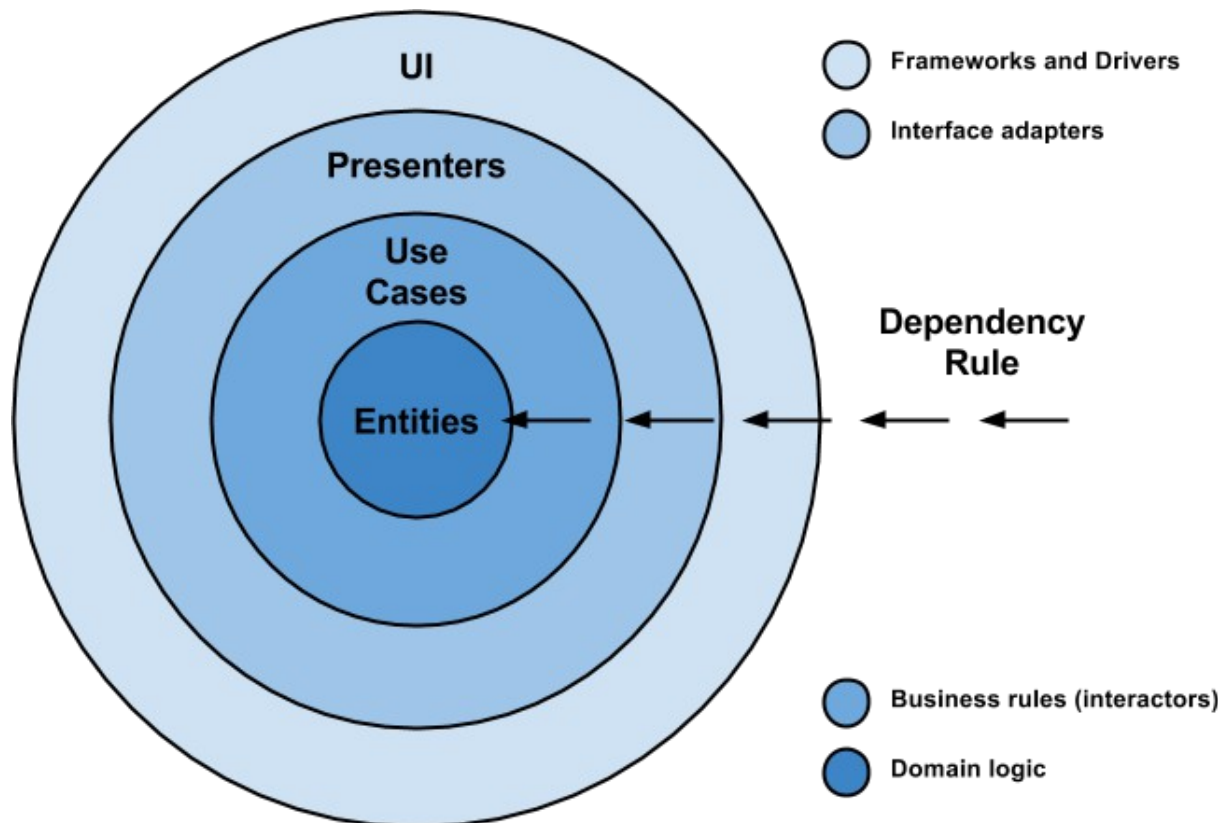 UI
Presenters
Use
Cases
Entities
Frameworks and Drivers
Interface adapters
Dependency
Rule
Business rules (interactors)
Domain logic